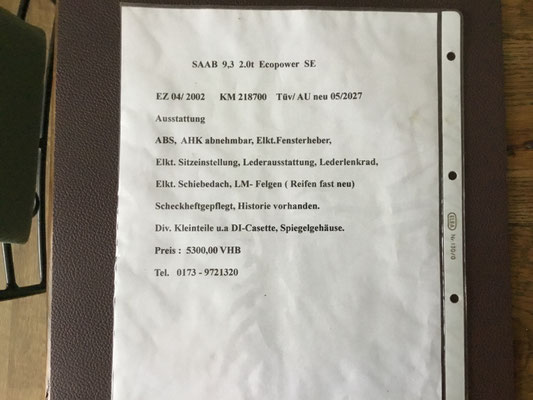 SAAB 9,3 2.0t Ecopower SE
EZ 04/ 2002 KM 218700 Tüv/ AU neu 05/2027
Ausstattung
ABS, AHK abnehmbar, Elkt.Fensterheber,
Elkt. Sitzeinstellung, Lederausstattung, Lederlenkrad,
Elkt. Schiebedach, LM- Felgen ( Reifen fast neu)
Scheckheftgepflegt, Historie vorhanden.
Div. Kleinteile u.a DI-Casette, Spiegelgehäuse.
Preis : 5300,00 VHB
Tel. 0173 - 9721320
ELBA